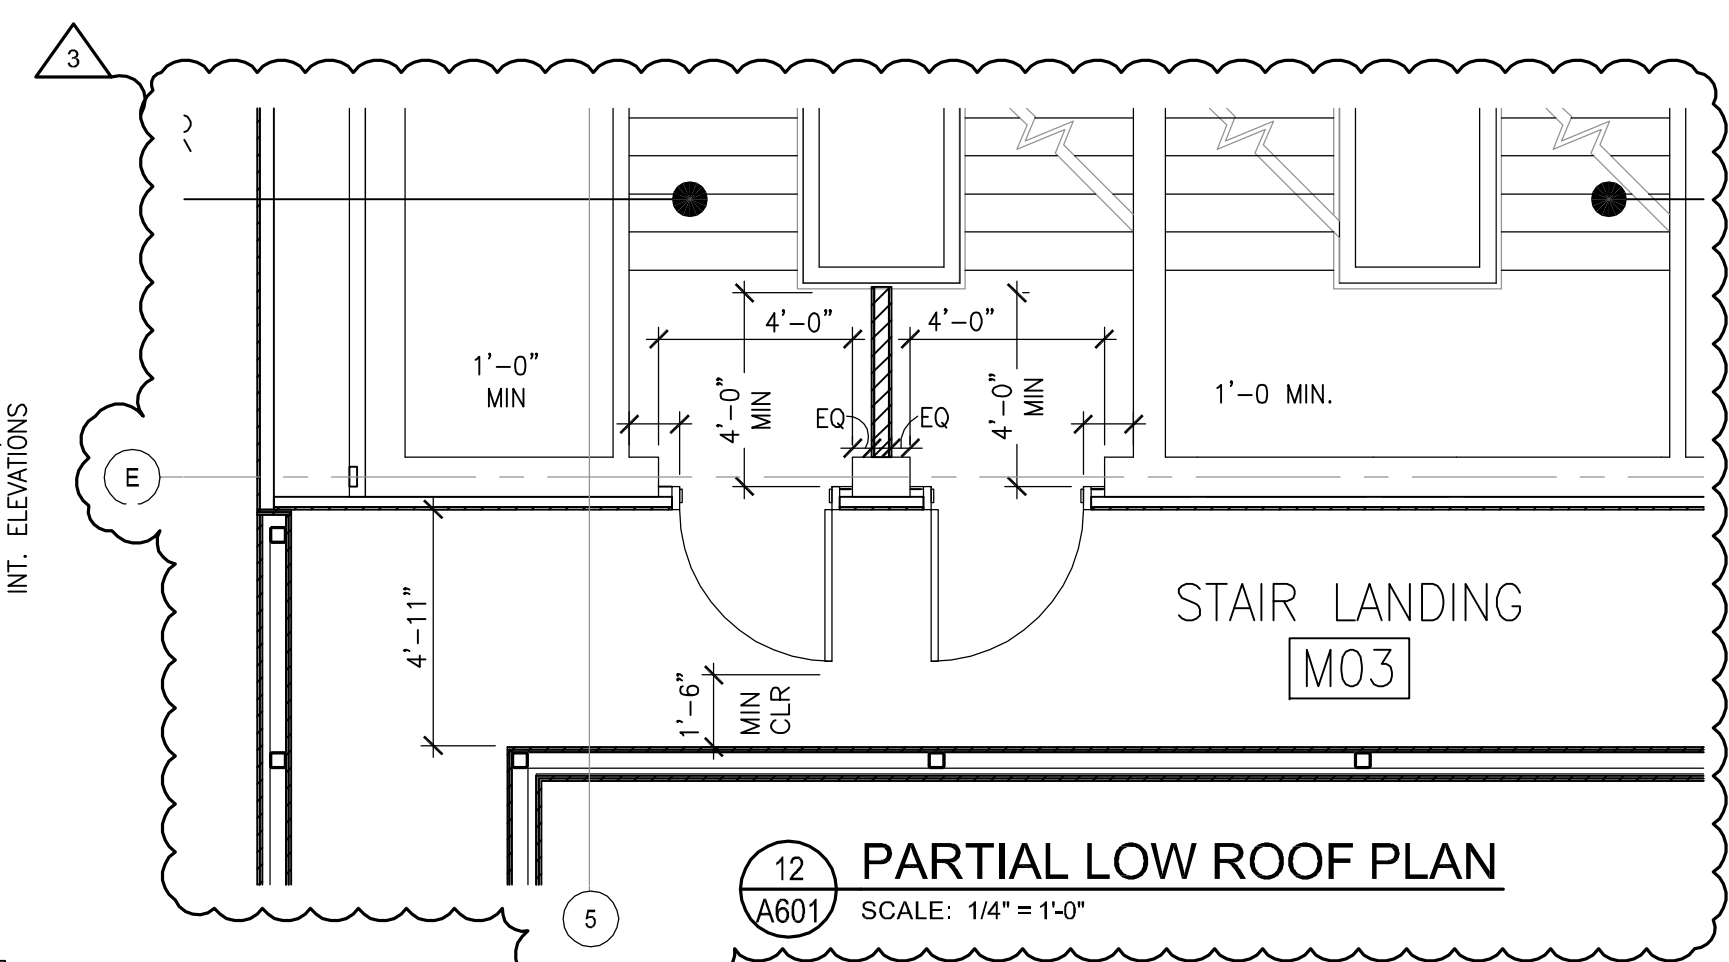 3
4'-0"
4'-0"
1'-0"
MIN
4'-0"
MIN
4'-0"
MIN
1'-0 MIN.
EQ
EQ
INT. ELEVATIONS
E
4'-11"
STAIR LANDING
M03
1'-6"
MIN
CLR
12
PARTIAL LOW ROOF PLAN
A601
SCALE: 1/4" = 1'-0"
5